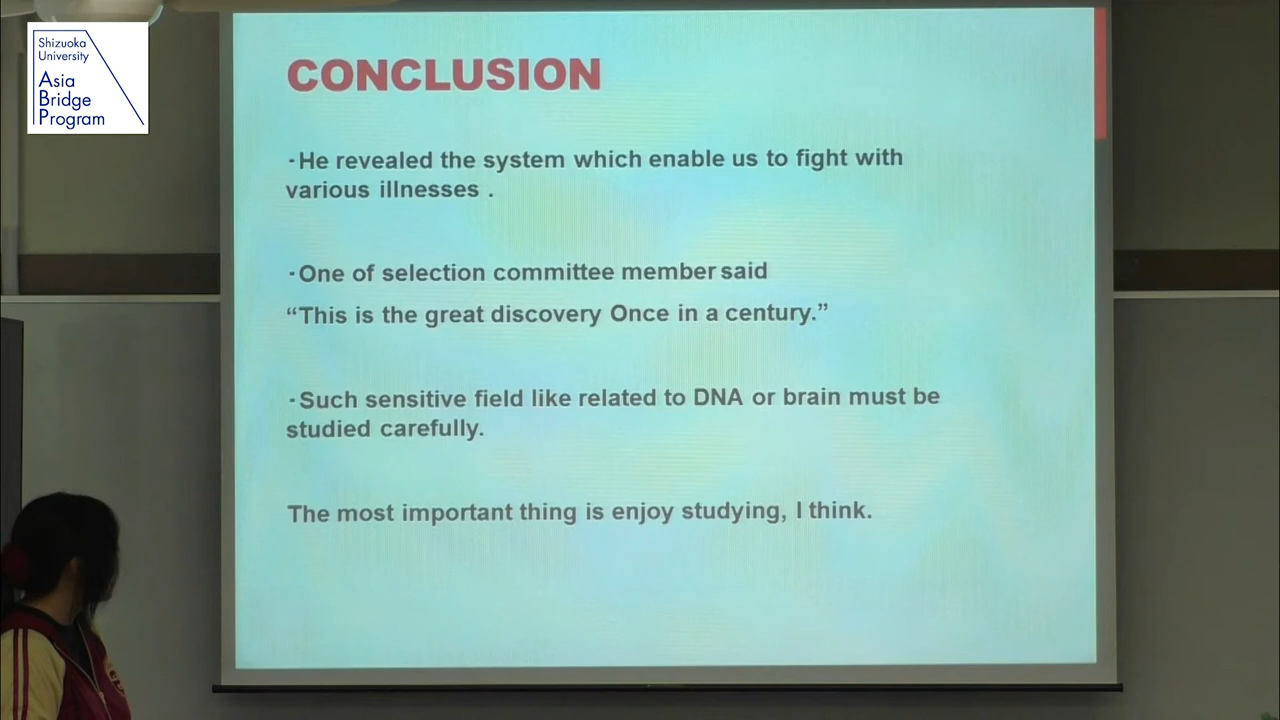 Shizuoka
University
Asia
Bridge
Program
CONCLUSION
・He revealed the system which enable us to fight with
various illnesses .
・One of selection committee member said
“This is the great discovery Once in a century.”
・Such sensitive field like related to DNA or brain must be
studied carefully.
The most important thing is enjoy studying, I think.